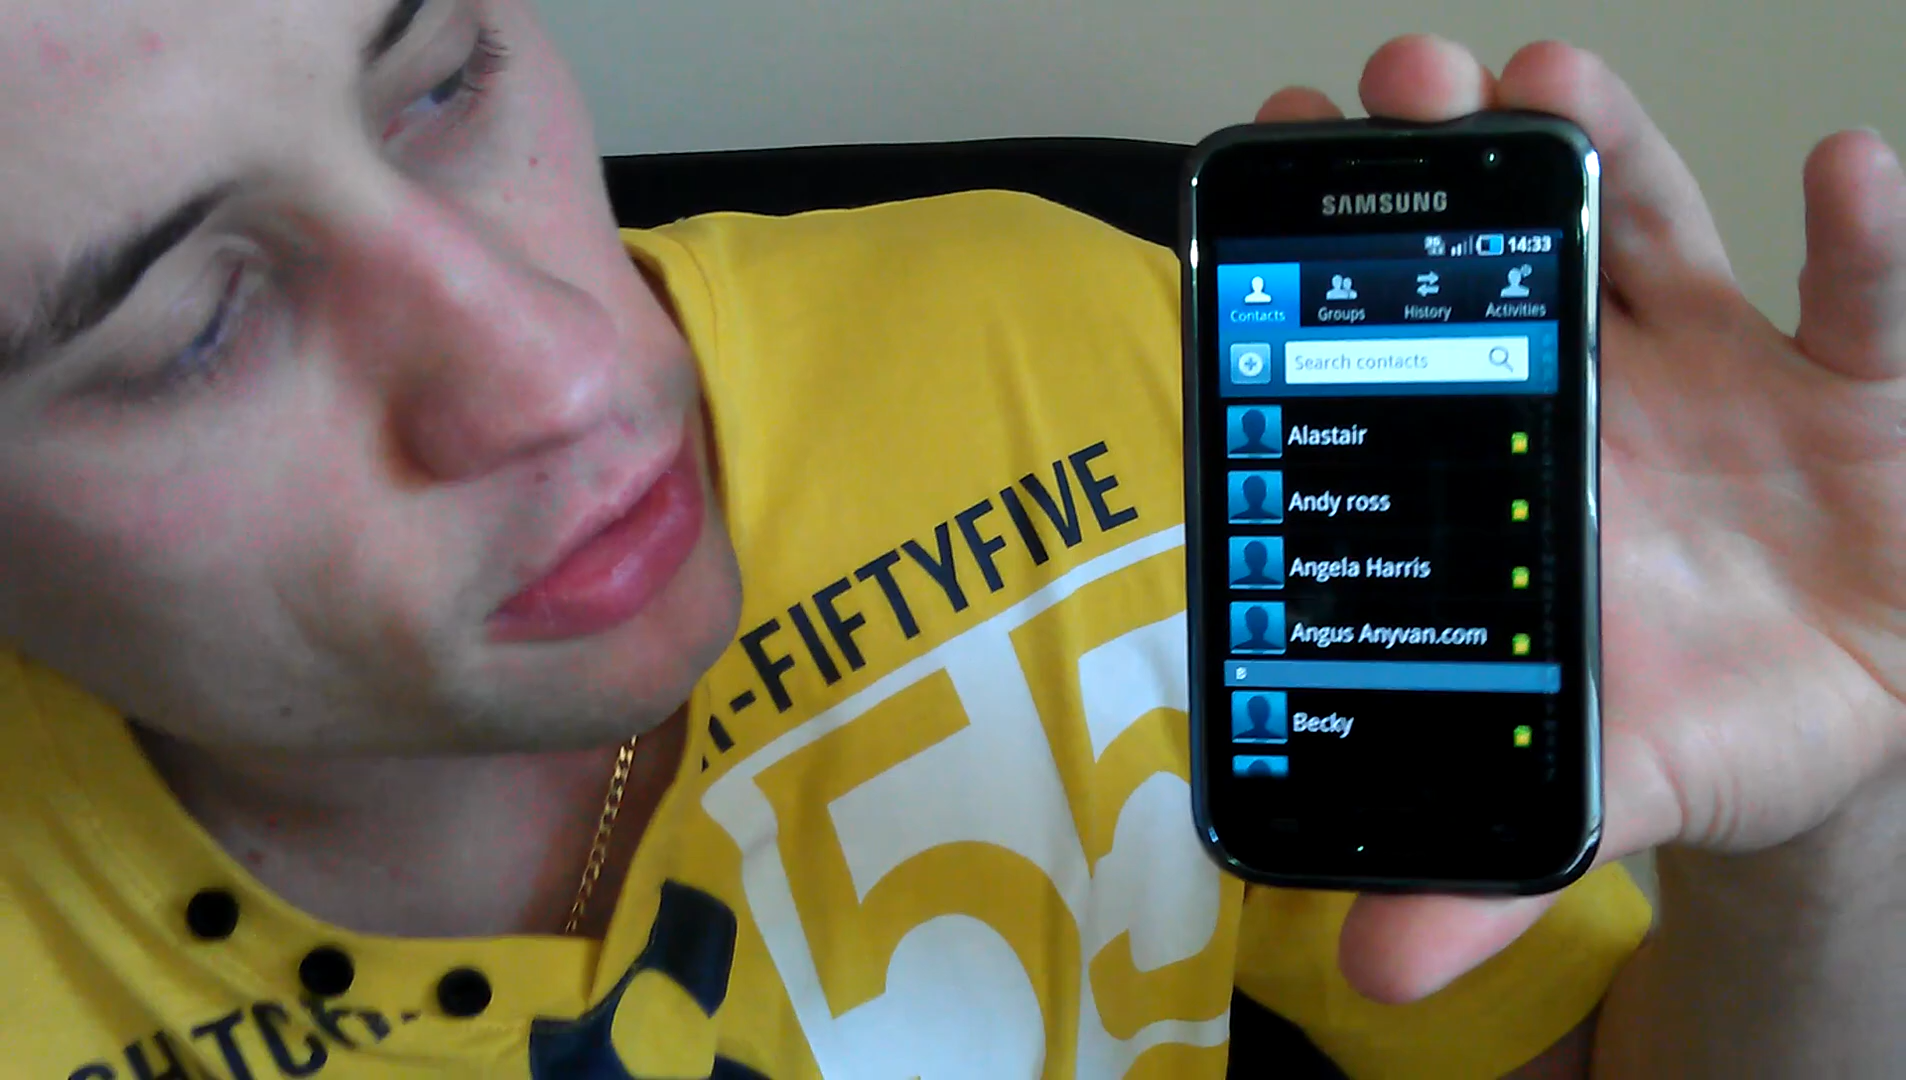 SAMSUNG
14:33
Contacts Groups History Activities
Search contacts
Alastair
Andy ross
Angela Harris
Angus Anyvan.com
B
Becky
-FIFTYFIVE
55